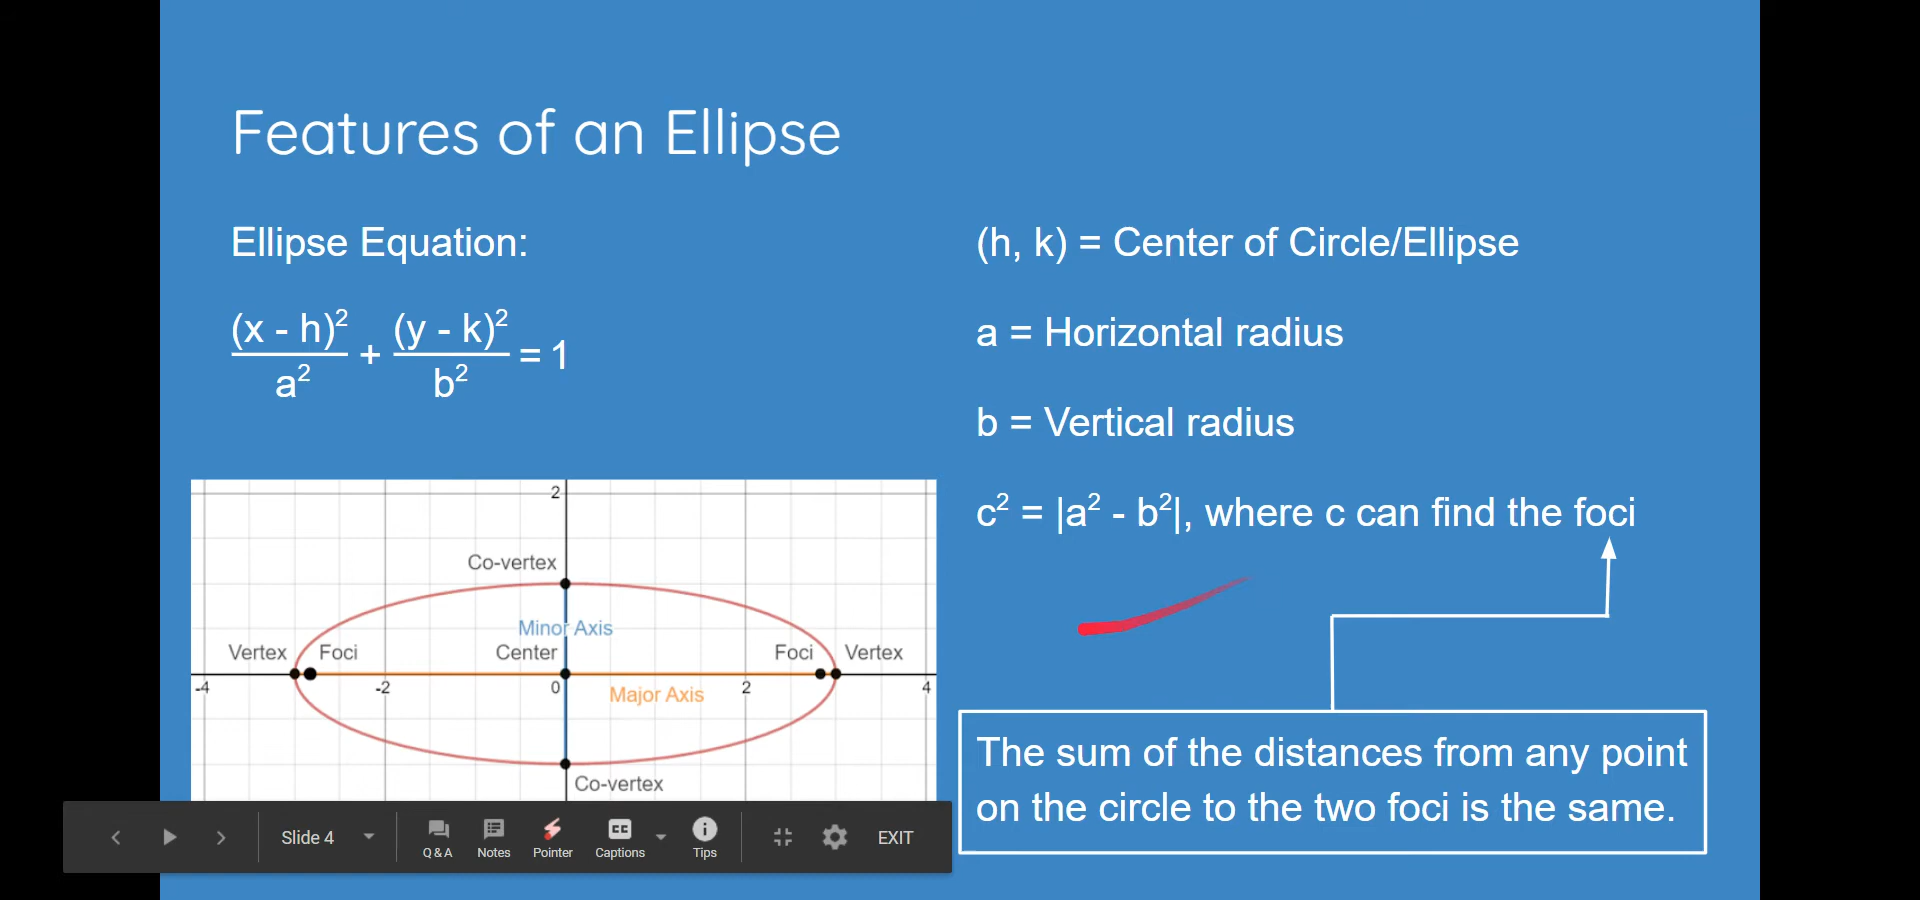 Features of an Ellipse
Ellipse Equation:
(x - h)² / a² + (y - k)² / b² = 1
(h, k) = Center of Circle/Ellipse
a = Horizontal radius
b = Vertical radius
c² = |a² - b²|, where c can find the foci
2
Co-vertex
Minor Axis
Vertex Foci Center Foci Vertex
-4 -2 0 2 4
Major Axis
Co-vertex
The sum of the distances from any point
on the circle to the two foci is the same.
Slide 4
Q & A Notes Pointer CC Captions Tips EXIT